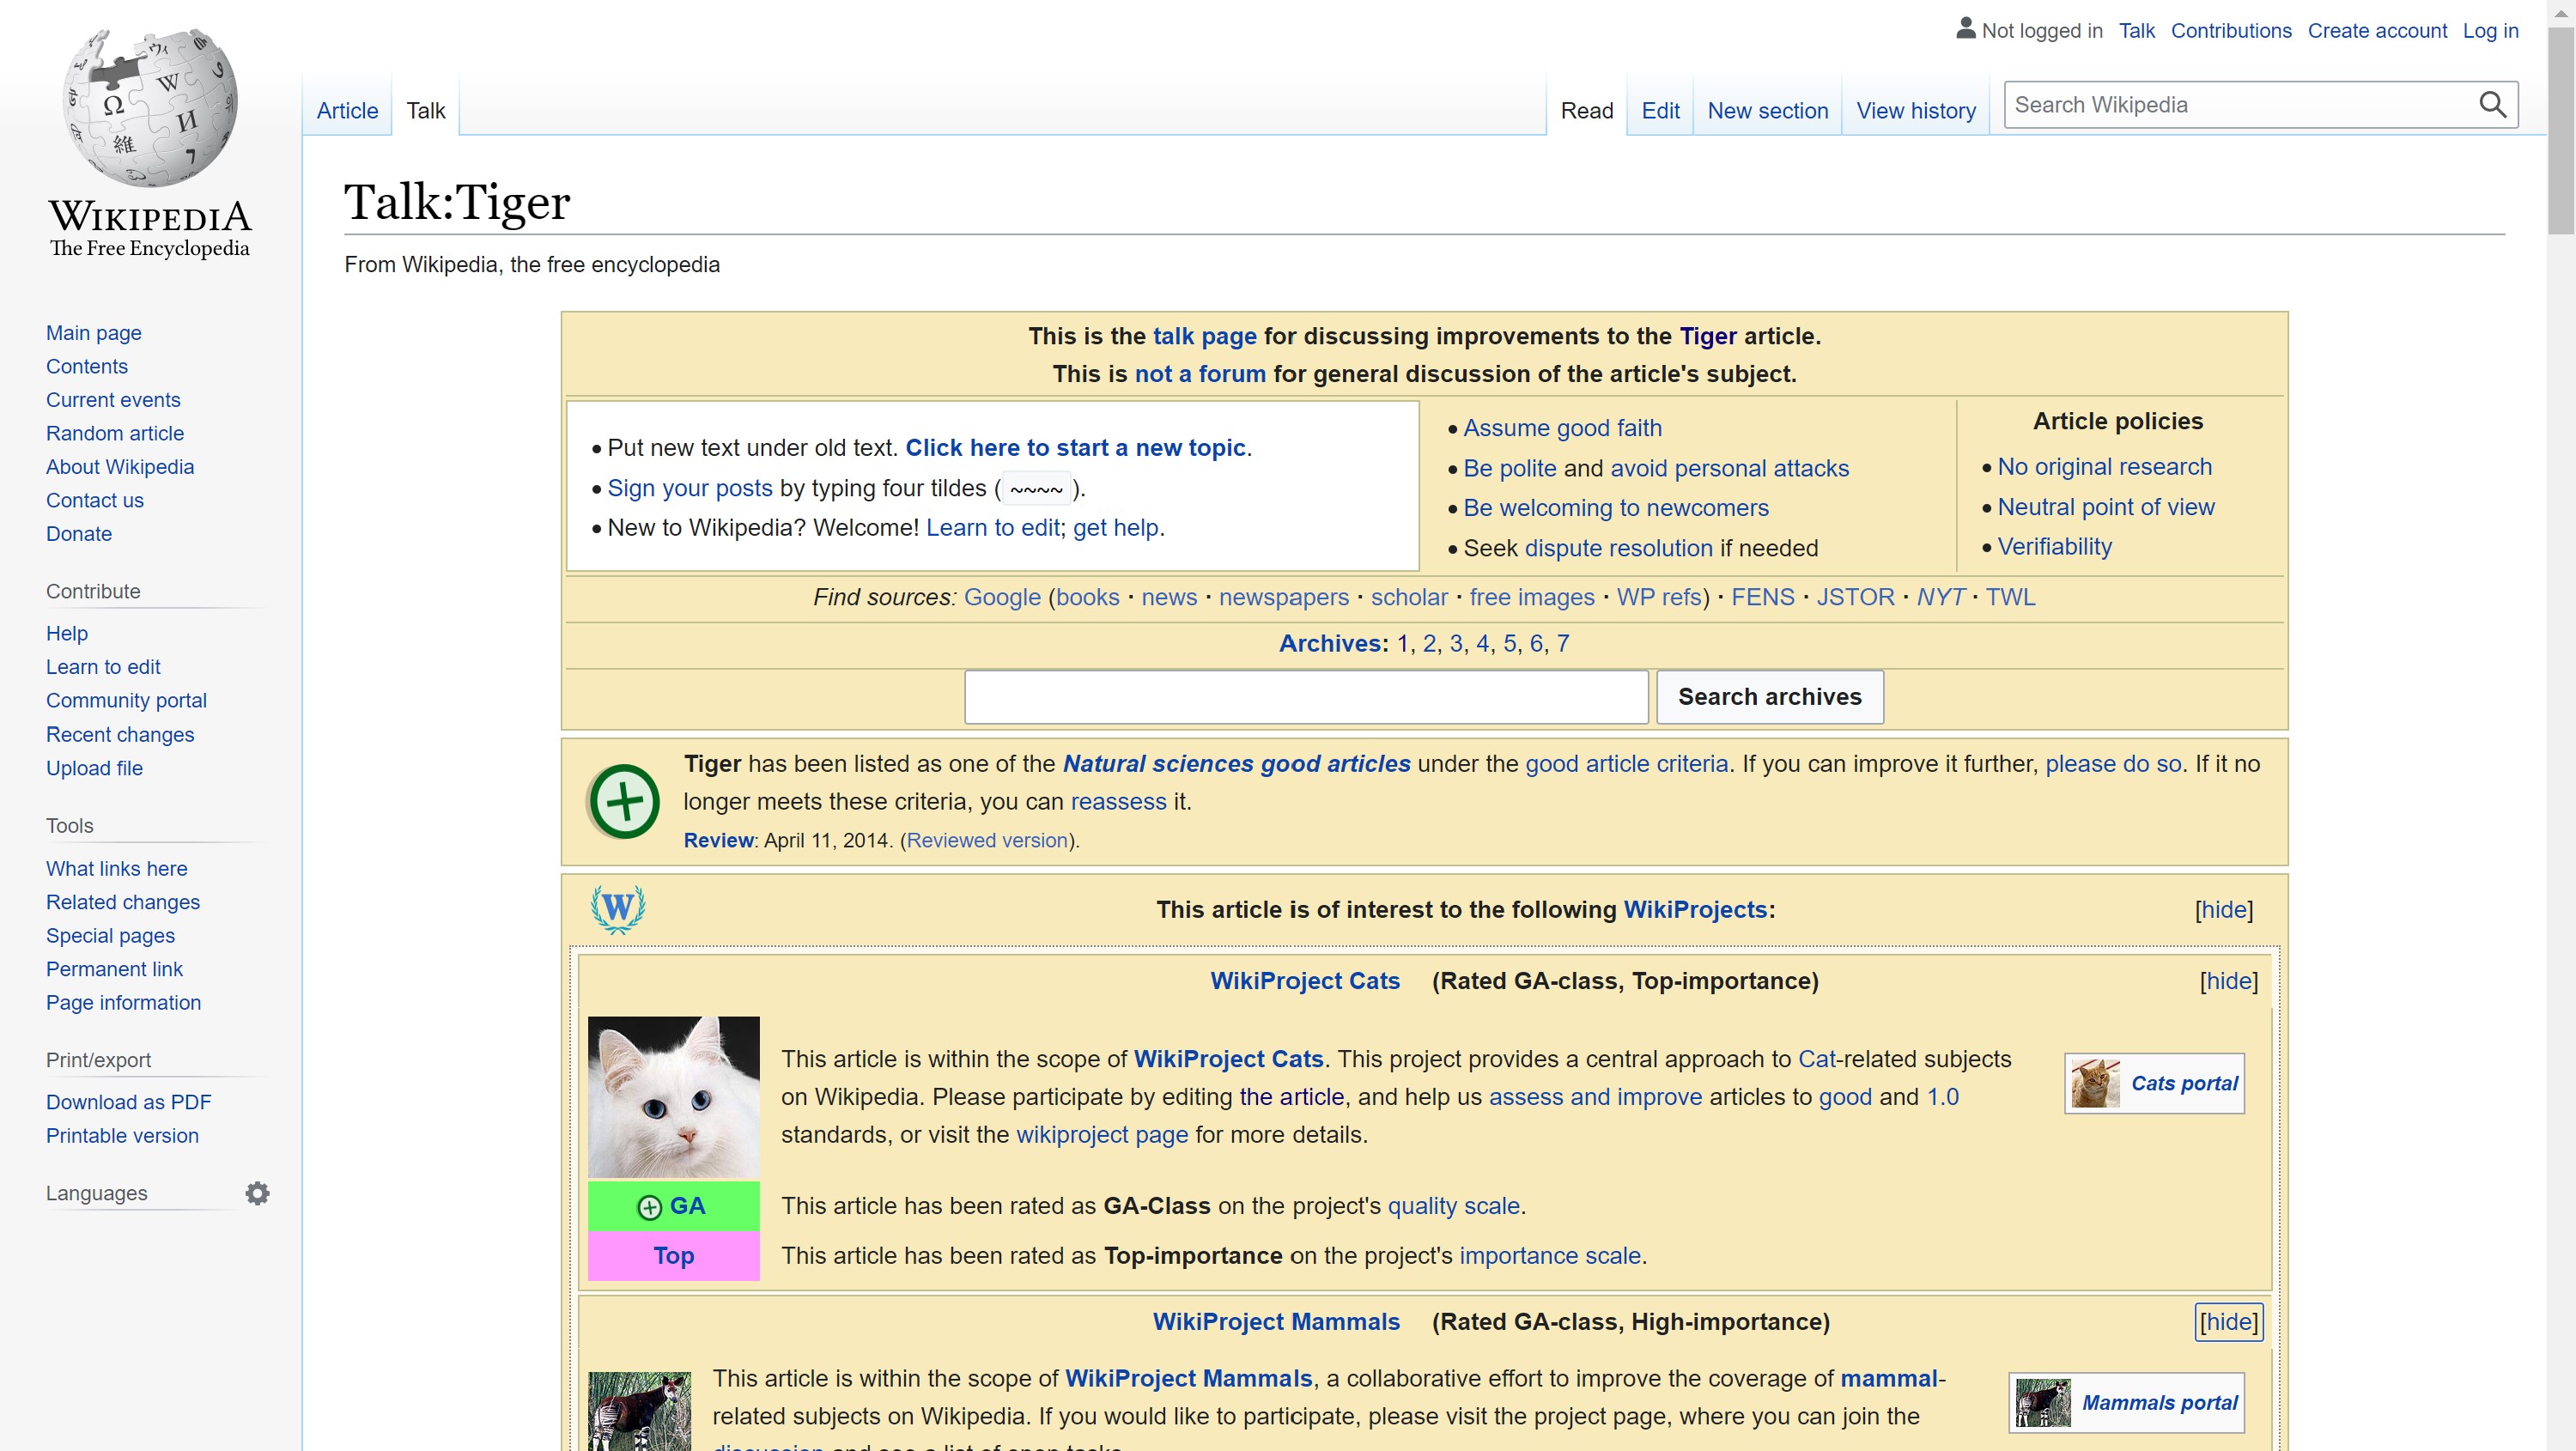 Not logged in Talk Contributions Create account Log in
Article Talk Read Edit New section View history Search Wikipedia
WIKIPEDIA
The Free Encyclopedia
Main page
Contents
Current events
Random article
About Wikipedia
Contact us
Donate
Contribute
Help
Learn to edit
Community portal
Recent changes
Upload file
Tools
What links here
Related changes
Special pages
Permanent link
Page information
Print/export
Download as PDF
Printable version
Languages
Talk:Tiger
From Wikipedia, the free encyclopedia
This is the talk page for discussing improvements to the Tiger article.
This is not a forum for general discussion of the article's subject.
• Put new text under old text. Click here to start a new topic.
• Sign your posts by typing four tildes ( ~~~~ ).
• New to Wikipedia? Welcome! Learn to edit; get help.
• Assume good faith
• Be polite and avoid personal attacks
• Be welcoming to newcomers
• Seek dispute resolution if needed
Article policies
• No original research
• Neutral point of view
• Verifiability
Find sources: Google (books · news · newspapers · scholar · free images · WP refs) · FENS · JSTOR · NYT · TWL
Archives: 1, 2, 3, 4, 5, 6, 7
Search archives
Tiger has been listed as one of the Natural sciences good articles under the good article criteria. If you can improve it further, please do so. If it no
longer meets these criteria, you can reassess it.
Review: April 11, 2014. (Reviewed version).
This article is of interest to the following WikiProjects: [hide]
WikiProject Cats (Rated GA-class, Top-importance) [hide]
This article is within the scope of WikiProject Cats. This project provides a central approach to Cat-related subjects
on Wikipedia. Please participate by editing the article, and help us assess and improve articles to good and 1.0
standards, or visit the wikiproject page for more details.
Cats portal
GA This article has been rated as GA-Class on the project's quality scale.
Top This article has been rated as Top-importance on the project's importance scale.
WikiProject Mammals (Rated GA-class, High-importance) [hide]
This article is within the scope of WikiProject Mammals, a collaborative effort to improve the coverage of mammal-
related subjects on Wikipedia. If you would like to participate, please visit the project page, where you can join the
discussion and see a list of open tasks.
Mammals portal